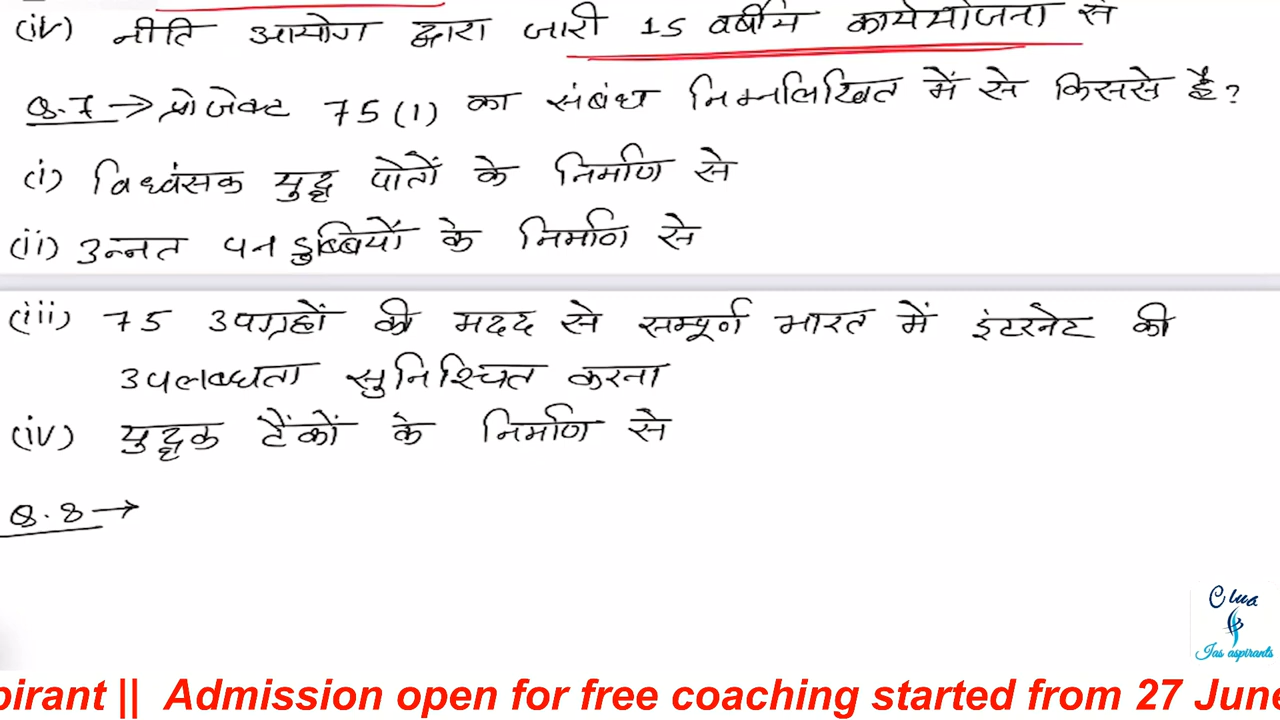 (iv) नीति आयोग द्वारा जारी 15 वर्षीय कार्ययोजना से
Q.7 → प्रोजेक्ट 75 (1) का संबंध निम्नलिखित में से किससे है?
(i) विध्वंसक युद्ध पोतों के निर्माण से
(ii) उन्नत पनडुब्बियों के निर्माण से
(iii) 75 उपग्रहों की मदद से सम्पूर्ण भारत में इंटरनेट की
उपलब्धता सुनिश्चित करना
(iv) युद्धक टैंकों के निर्माण से
Q.8 →
Clua
Ias aspirants
pirant || Admission open for free coaching started from 27 June